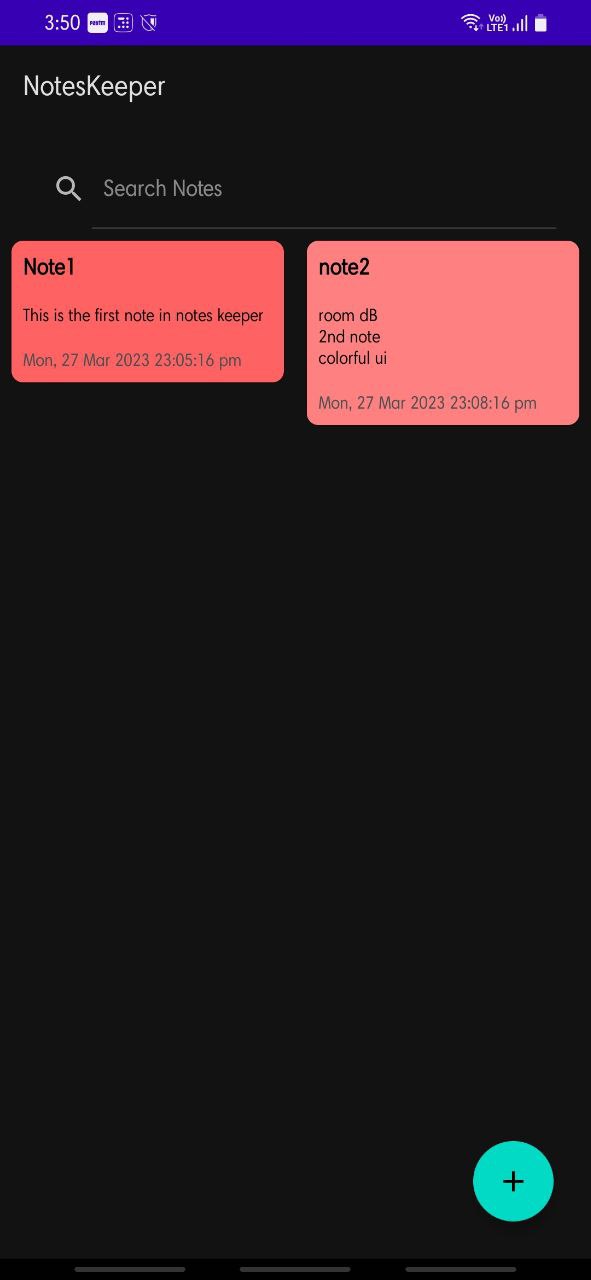 3:50 paytm Vo)) LTE1
NotesKeeper
Search Notes
Note1
This is the first note in notes keeper
Mon, 27 Mar 2023 23:05:16 pm
note2
room dB
2nd note
colorful ui
Mon, 27 Mar 2023 23:08:16 pm